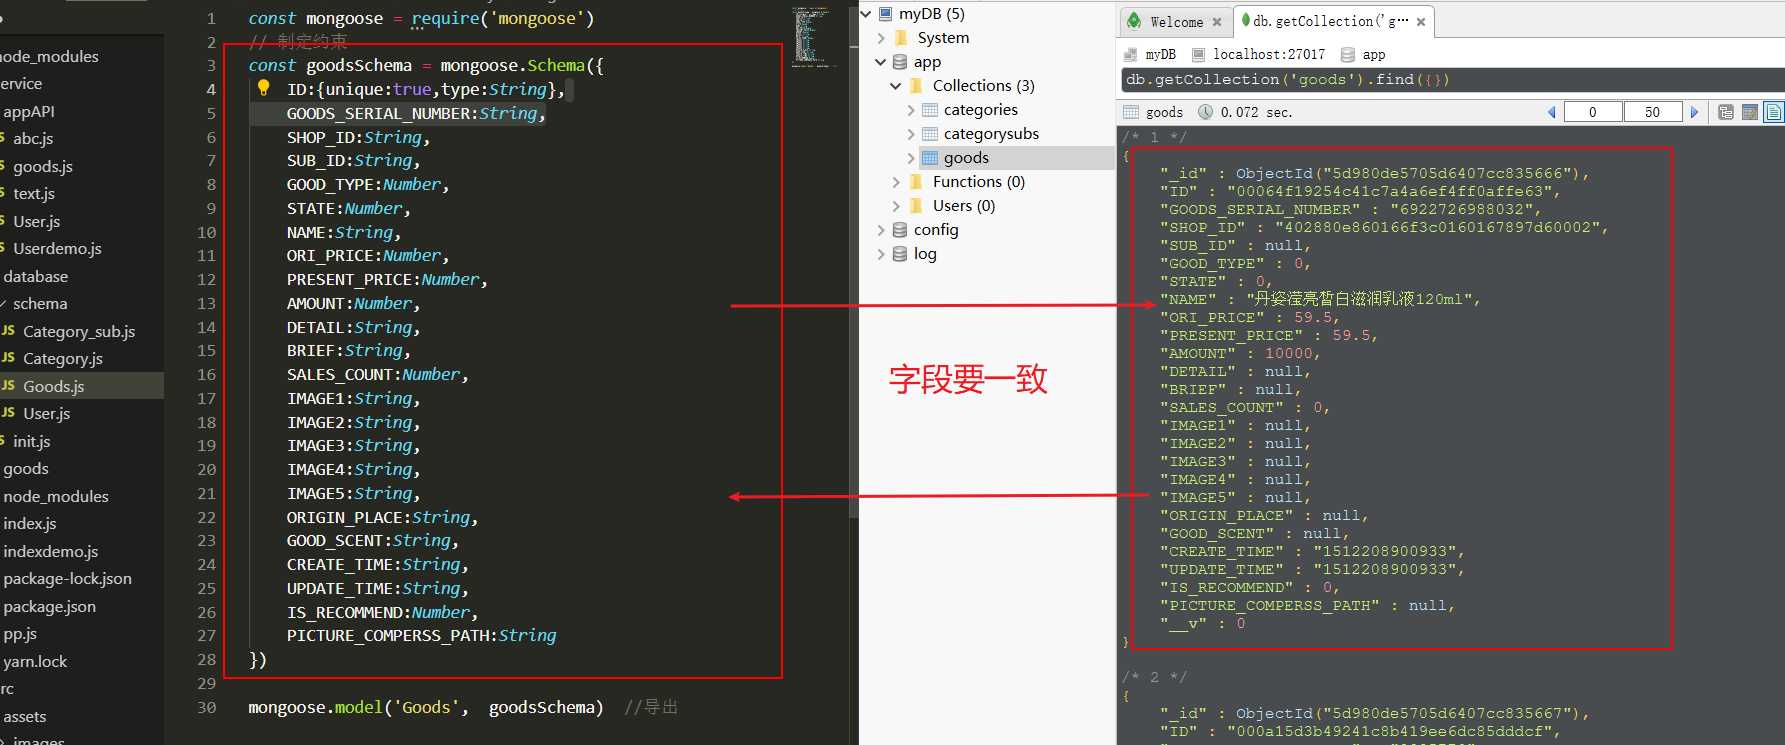 node_modules
ervice
appAPI
abc.js
goods.js
text.js
User.js
Userdemo.js
database
schema
JS Category_sub.js
JS Category.js
JS Goods.js
JS User.js
init.js
goods
node_modules
index.js
indexdemo.js
package-lock.json
package.json
pp.js
yarn.lock
rc
assets
images
1 const mongoose = require('mongoose')
2 // 制定约束
3 const goodsSchema = mongoose.Schema({
4 ID:{unique:true,type:String},
5 GOODS_SERIAL_NUMBER:String,
6 SHOP_ID:String,
7 SUB_ID:String,
8 GOOD_TYPE:Number,
9 STATE:Number,
10 NAME:String,
11 ORI_PRICE:Number,
12 PRESENT_PRICE:Number,
13 AMOUNT:Number,
14 DETAIL:String,
15 BRIEF:String,
16 SALES_COUNT:Number,
17 IMAGE1:String,
18 IMAGE2:String,
19 IMAGE3:String,
20 IMAGE4:String,
21 IMAGE5:String,
22 ORIGIN_PLACE:String,
23 GOOD_SCENT:String,
24 CREATE_TIME:String,
25 UPDATE_TIME:String,
26 IS_RECOMMEND:Number,
27 PICTURE_COMPERSS_PATH:String
28 })
29
30 mongoose.model('Goods', goodsSchema) //导出
myDB (5)
System
app
Collections (3)
categories
categorysubs
goods
Functions (0)
Users (0)
config
log
字段要一致
Welcome
db.getCollection('g…
myDB localhost:27017 app
db.getCollection('goods').find({})
goods 0.072 sec. 0 50
/* 1 */
{
"_id" : ObjectId("5d980de5705d6407cc835666"),
"ID" : "00064f19254c41c7a4a6ef4ff0affe63",
"GOODS_SERIAL_NUMBER" : "6922726988032",
"SHOP_ID" : "402880e860166f3c0160167897d60002",
"SUB_ID" : null,
"GOOD_TYPE" : 0,
"STATE" : 0,
"NAME" : "丹姿滢亮皙白滋润乳液120ml",
"ORI_PRICE" : 59.5,
"PRESENT_PRICE" : 59.5,
"AMOUNT" : 10000,
"DETAIL" : null,
"BRIEF" : null,
"SALES_COUNT" : 0,
"IMAGE1" : null,
"IMAGE2" : null,
"IMAGE3" : null,
"IMAGE4" : null,
"IMAGE5" : null,
"ORIGIN_PLACE" : null,
"GOOD_SCENT" : null,
"CREATE_TIME" : "1512208900933",
"UPDATE_TIME" : "1512208900933",
"IS_RECOMMEND" : 0,
"PICTURE_COMPERSS_PATH" : null,
"__v" : 0
}
/* 2 */
{
"_id" : ObjectId("5d980de5705d6407cc835667"),
"ID" : "000a15d3b49241c8b419ee6dc85dddcf",